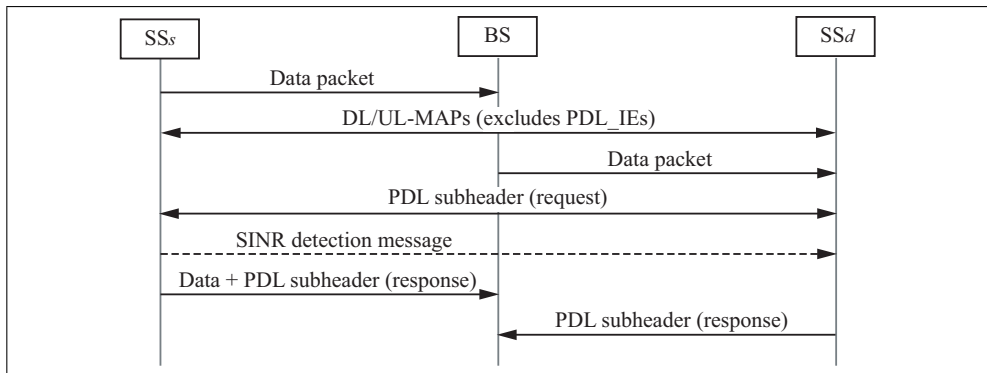 SSs
BS
SSd
Data packet
DL/UL-MAPs (excludes PDL_IEs)
Data packet
PDL subheader (request)
SINR detection message
Data + PDL subheader (response)
PDL subheader (response)